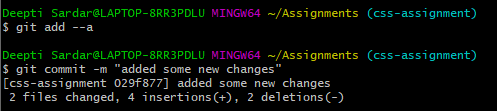 Deepti Sardar@LAPTOP-8RR3PDLU MINGW64 ~/Assignments (css-assignment)
$ git add --a
Deepti Sardar@LAPTOP-8RR3PDLU MINGW64 ~/Assignments (css-assignment)
$ git commit -m "added some new changes"
[css-assignment 029f877] added some new changes
 2 files changed, 4 insertions(+), 2 deletions(-)